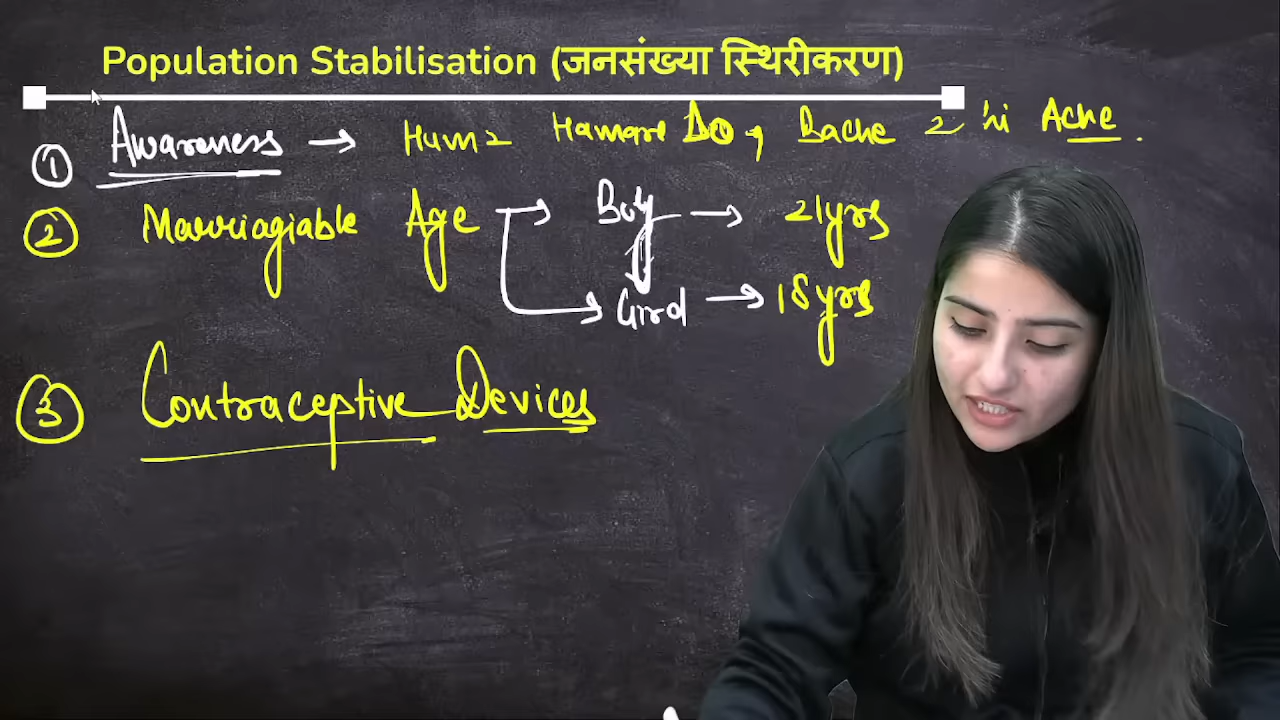 Population Stabilisation (जनसंख्या स्थिरीकरण)
① Awareness → Hum 2 Hamare Do, Bache 2 hi Ache.
② Marriagiable Age → Boy → 21yrs
→ Girl → 18yrs
③ Contraceptive Devices